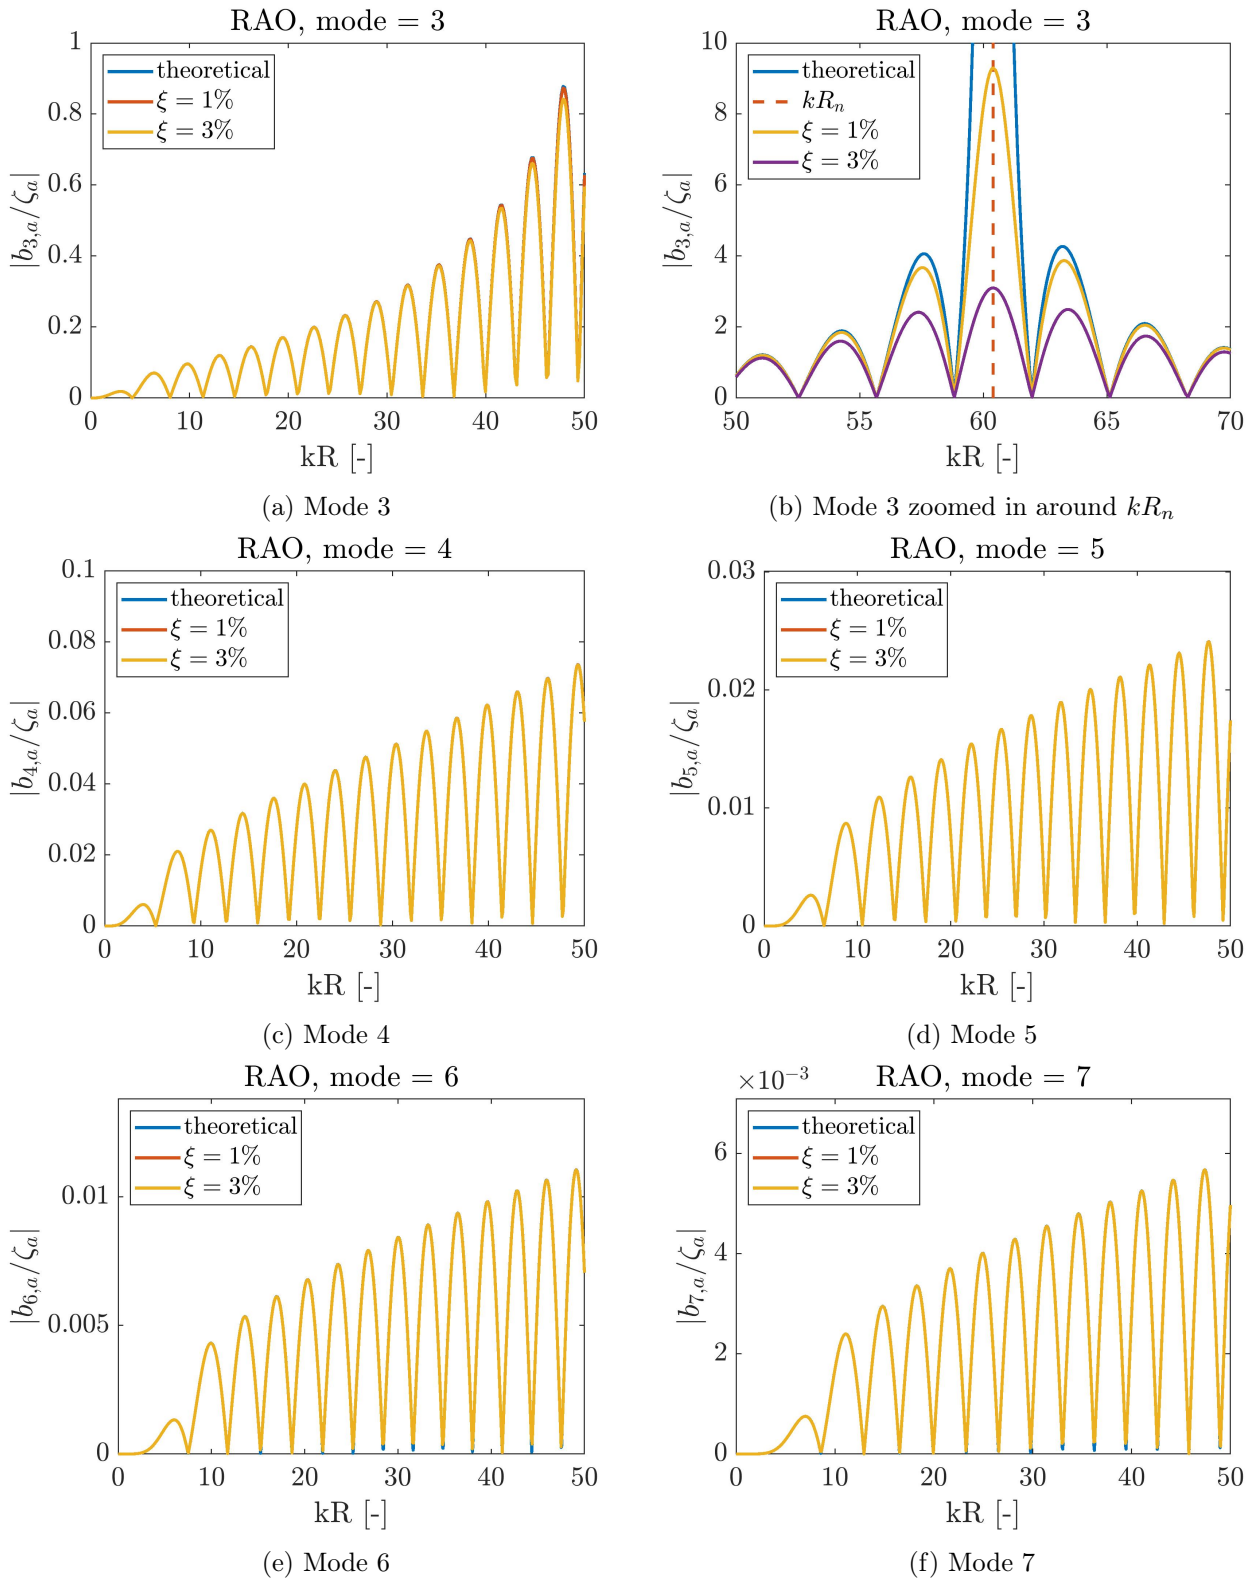 RAO, mode = 3
1
0.8
0.6
0.4
0.2
0
|b3,a/ζa|
theoretical
ξ = 1%
ξ = 3%
0 10 20 30 40 50
kR [-]
(a) Mode 3
RAO, mode = 3
10
8
6
4
2
0
|b3,a/ζa|
theoretical
kRn
ξ = 1%
ξ = 3%
50 55 60 65 70
kR [-]
(b) Mode 3 zoomed in around kRn
RAO, mode = 4
0.1
0.08
0.06
0.04
0.02
0
|b4,a/ζa|
theoretical
ξ = 1%
ξ = 3%
0 10 20 30 40 50
kR [-]
(c) Mode 4
RAO, mode = 5
0.03
0.02
0.01
0
|b5,a/ζa|
theoretical
ξ = 1%
ξ = 3%
0 10 20 30 40 50
kR [-]
(d) Mode 5
RAO, mode = 6
0.01
0.005
0
|b6,a/ζa|
theoretical
ξ = 1%
ξ = 3%
0 10 20 30 40 50
kR [-]
(e) Mode 6
×10−3 RAO, mode = 7
6
4
2
0
|b7,a/ζa|
theoretical
ξ = 1%
ξ = 3%
0 10 20 30 40 50
kR [-]
(f) Mode 7